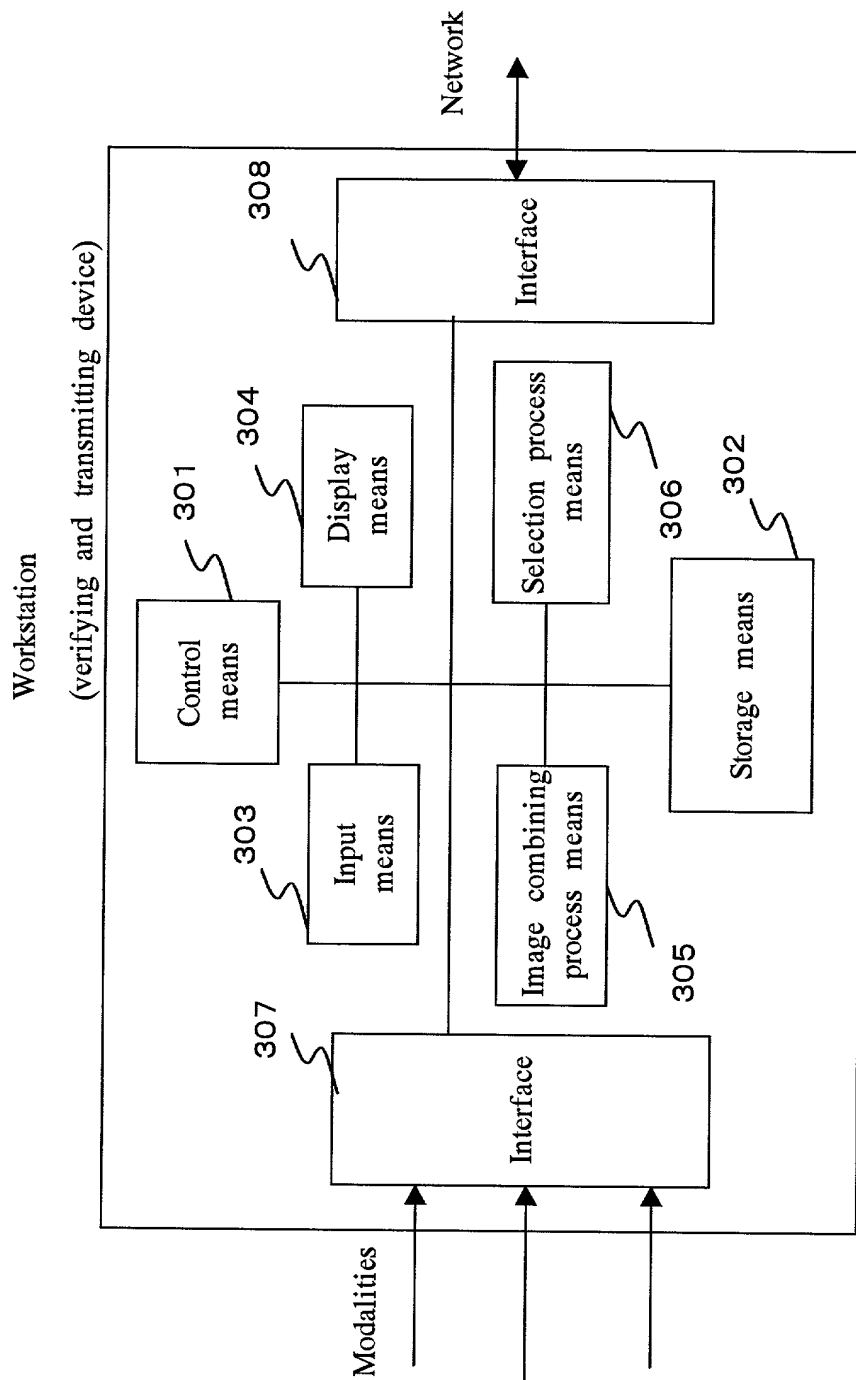 Workstation
(verifying and transmitting device)
Modalities
Network
307
Interface
303
Input
means
Control
means
301
304
Display
means
308
Interface
Image combining
process means
305
Selection process
means
306
Storage means
302